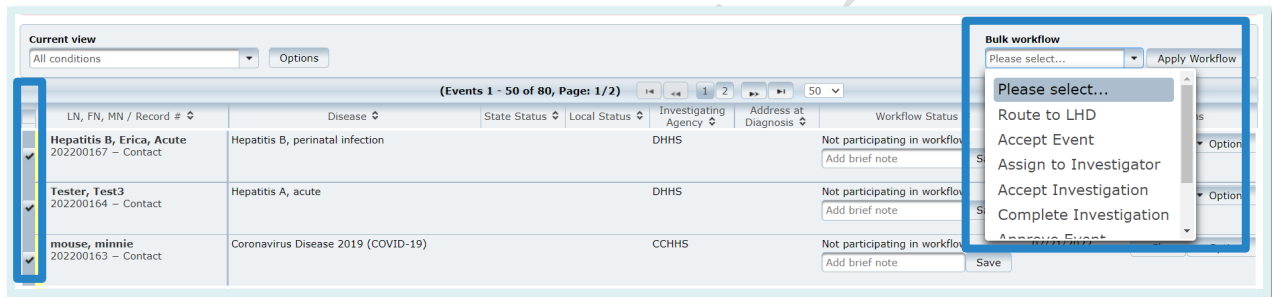 Current view
All conditions
Options
Bulk workflow
Please select...
Apply Workflow
Please select...
Route to LHD
Accept Event
Assign to Investigator
Accept Investigation
Complete Investigation
Approve Event
(Events 1 - 50 of 80, Page: 1/2) 1 2 50
LN, FN, MN / Record # Disease State Status Local Status Investigating Agency Address at Diagnosis Workflow Status
Hepatitis B, Erica, Acute Hepatitis B, perinatal infection DHHS Not participating in workflow
202200167 – Contact Add brief note Option
Tester, Test3 Hepatitis A, acute DHHS Not participating in workflow
202200164 – Contact Add brief note Option
mouse, minnie Coronavirus Disease 2019 (COVID-19) CCHHS Not participating in workflow
202200163 – Contact Add brief note Save